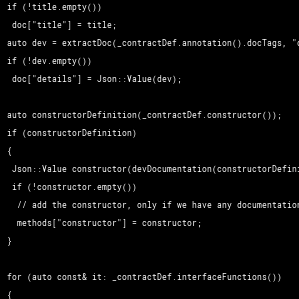 if (!title.empty())
doc["title"] = title;
auto dev = extractDoc(_contractDef.annotation().docTags, "d
if (!dev.empty())
doc["details"] = Json::Value(dev);
auto constructorDefinition(_contractDef.constructor());
if (constructorDefinition)
{
Json::Value constructor(devDocumentation(constructorDefini
if (!constructor.empty())
// add the constructor, only if we have any documentation
methods["constructor"] = constructor;
}
for (auto const& it: _contractDef.interfaceFunctions())
{